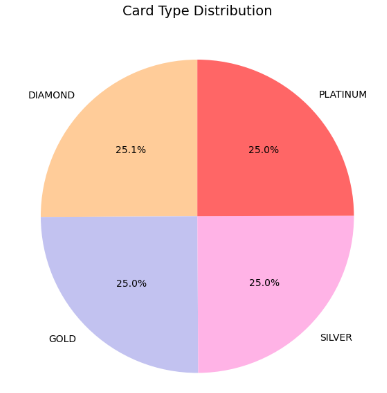 Card Type Distribution
DIAMOND
PLATINUM
25.1%
25.0%
25.0%
25.0%
GOLD
SILVER